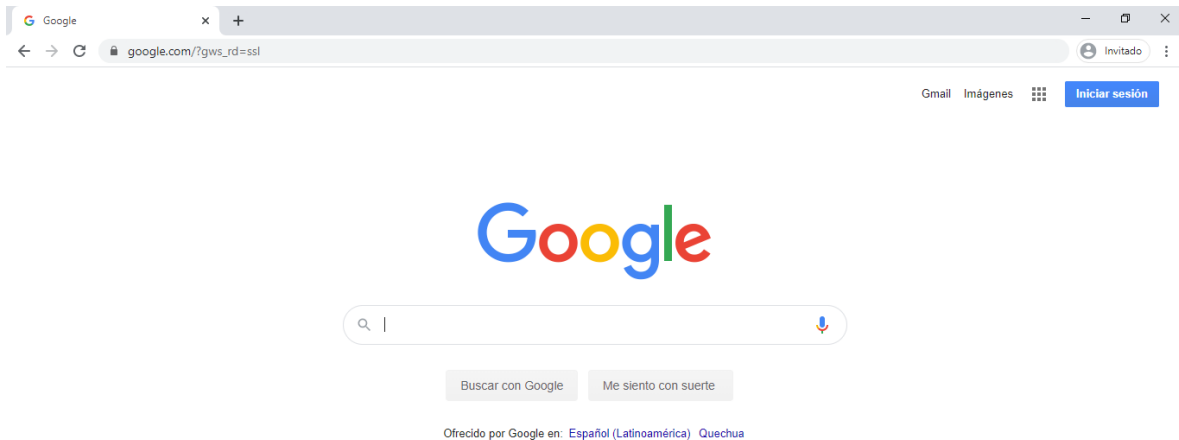 Google
google.com/?gws_rd=ssl
Invitado
Gmail Imágenes Iniciar sesión
Google
Buscar con Google Me siento con suerte
Ofrecido por Google en: Español (Latinoamérica) Quechua